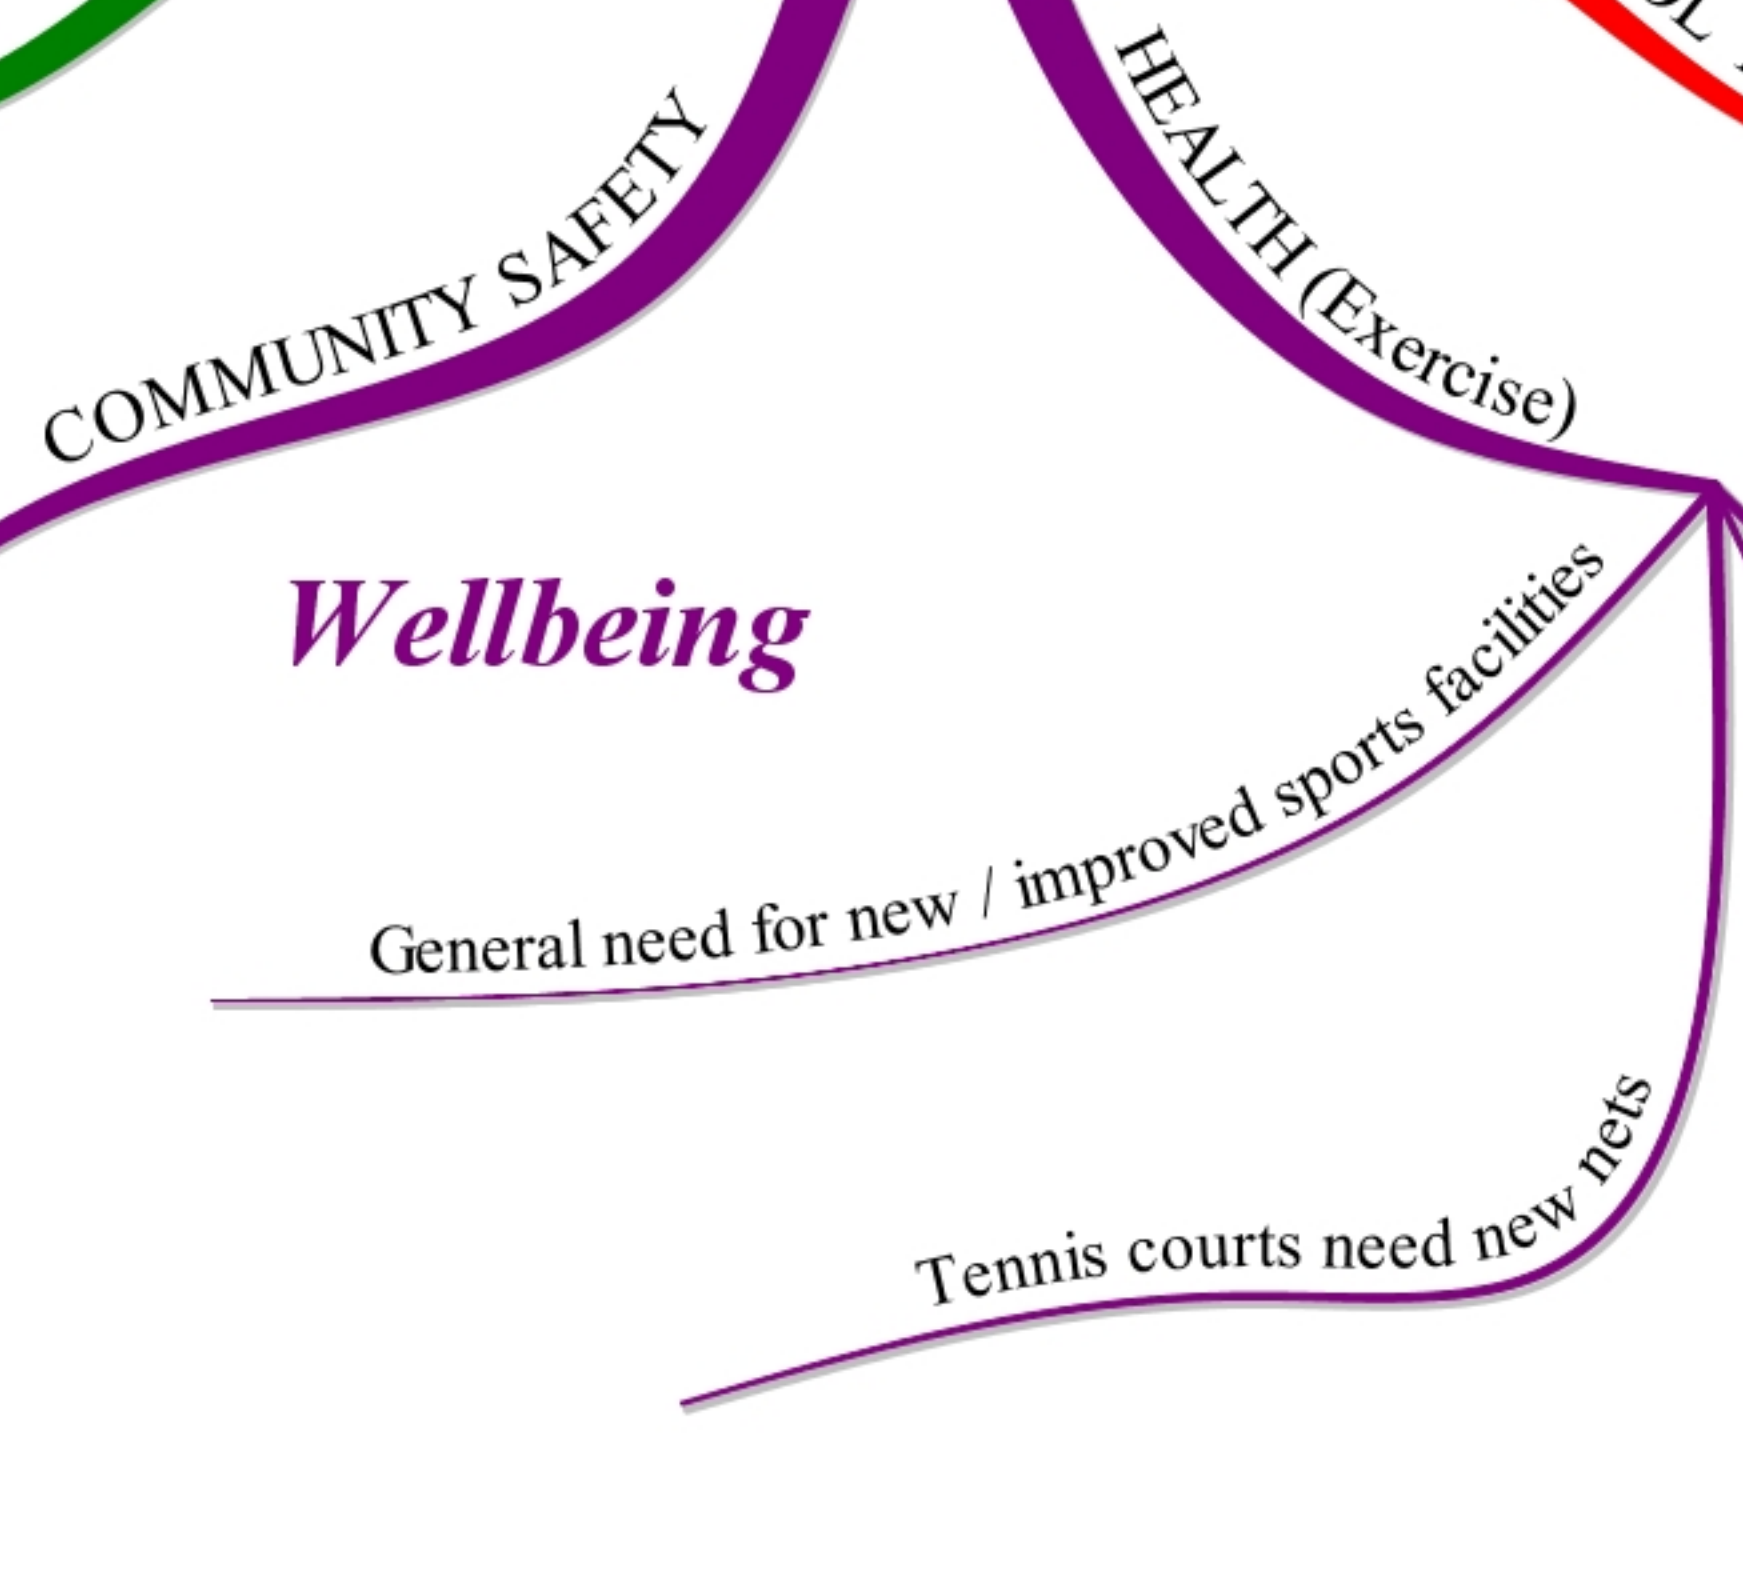 COMMUNITY SAFETY
HEALTH (Exercise)
Wellbeing
General need for new / improved sports facilities
Tennis courts need new nets